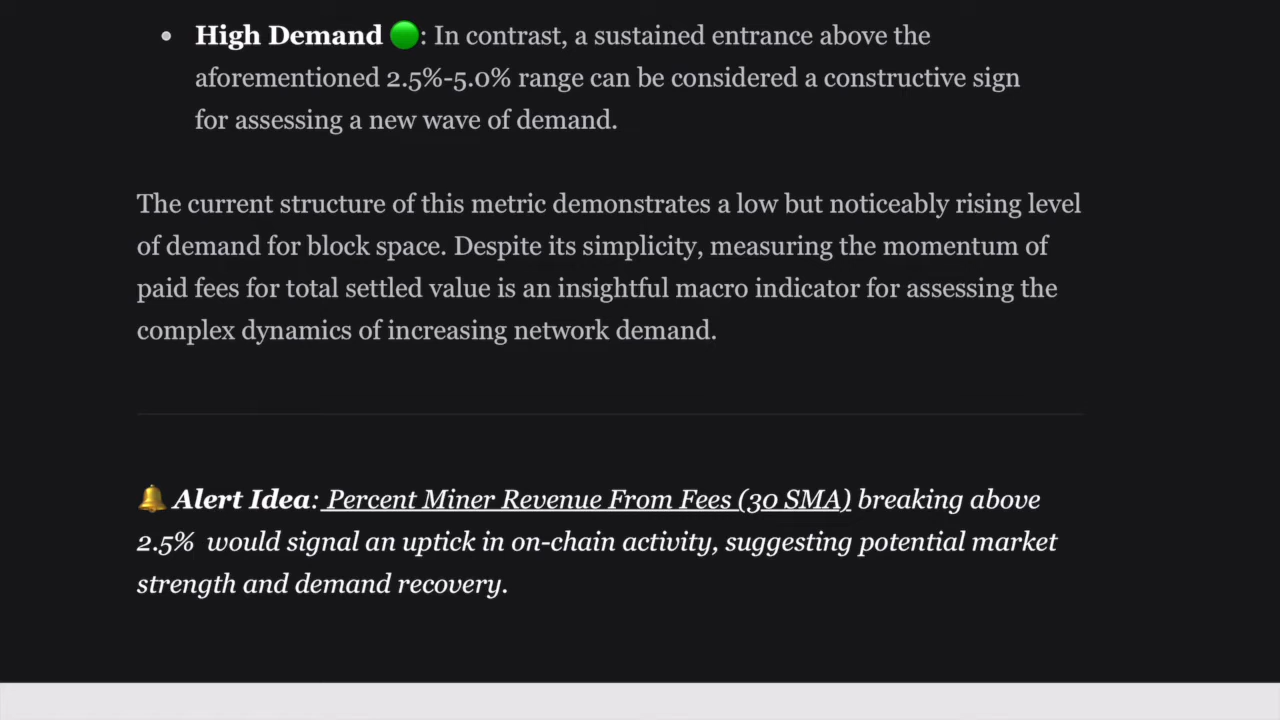 • High Demand 🟢: In contrast, a sustained entrance above the
aforementioned 2.5%-5.0% range can be considered a constructive sign
for assessing a new wave of demand.
The current structure of this metric demonstrates a low but noticeably rising level
of demand for block space. Despite its simplicity, measuring the momentum of
paid fees for total settled value is an insightful macro indicator for assessing the
complex dynamics of increasing network demand.
🔔 Alert Idea: Percent Miner Revenue From Fees (30 SMA) breaking above
2.5% would signal an uptick in on-chain activity, suggesting potential market
strength and demand recovery.